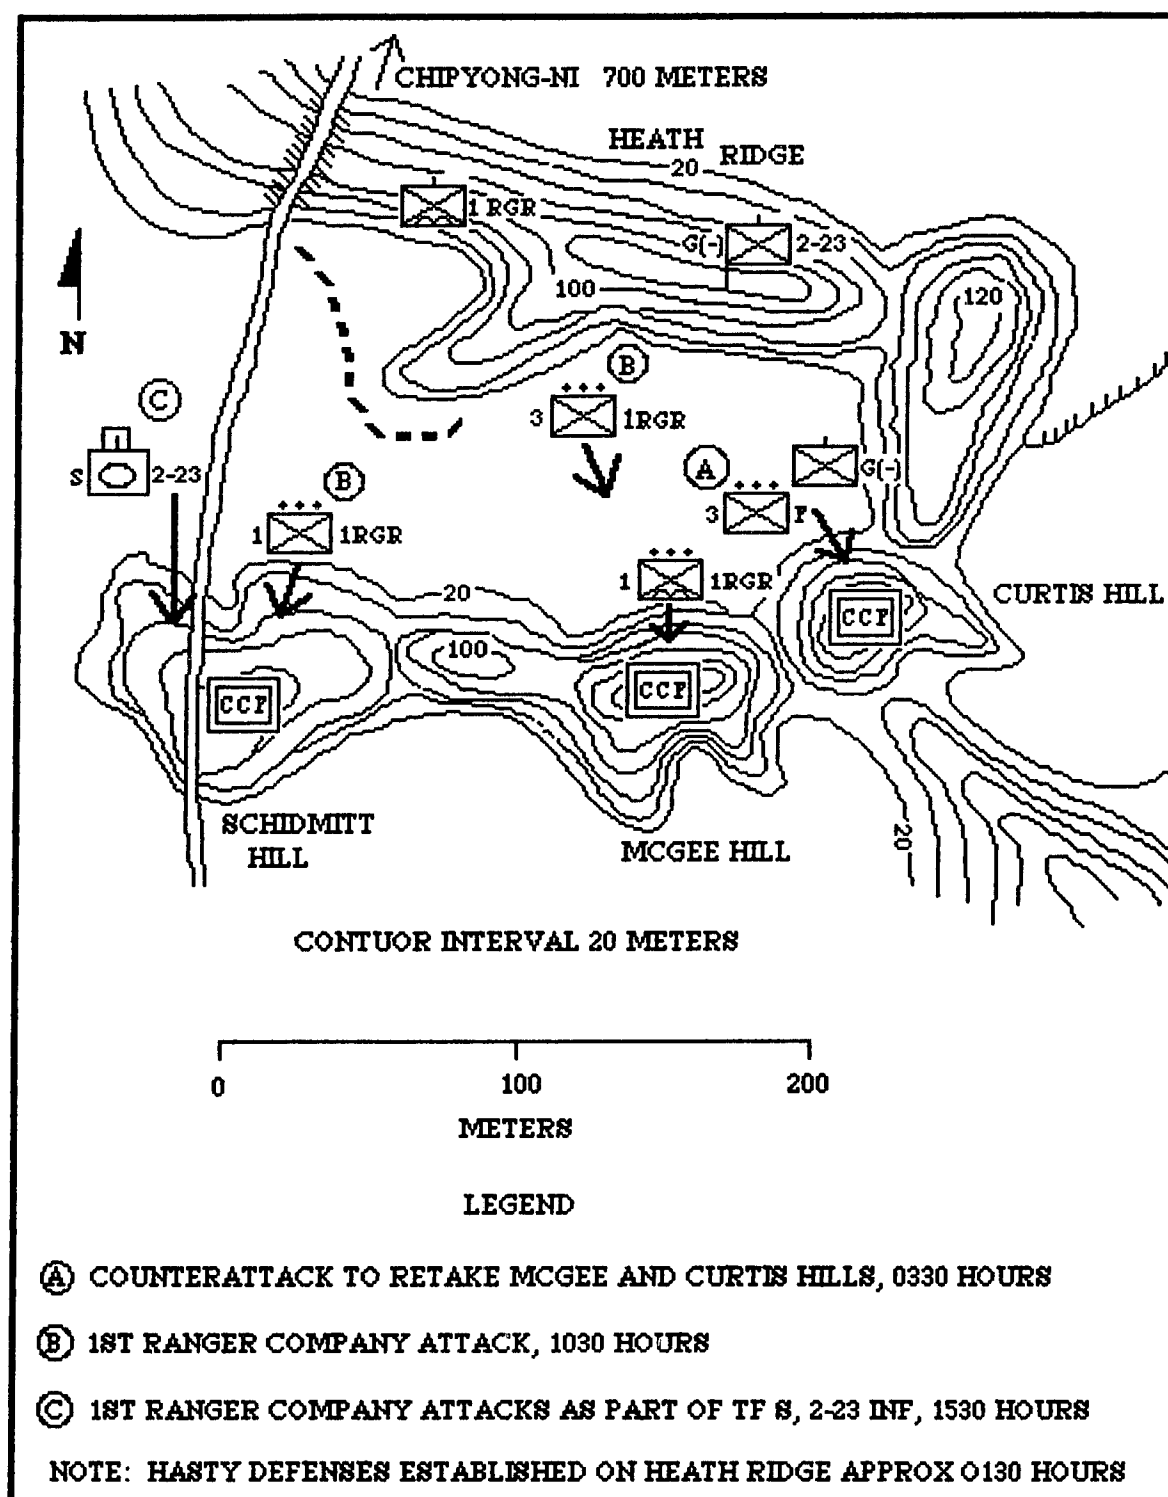 CHIPYONG-NI 700 METERS
HEATH RIDGE
20
1 RGR
G(-) 2-23
100
120
N
B
C
3 1RGR
S 2-23
B
A
G(-)
3 F
1 1RGR
1 1RGR
20
CURTIS HILL
CCF
100
CCF
CCF
SCHIDMITT
HILL
MCGEE HILL
20
CONTUOR INTERVAL 20 METERS
0 100 200
METERS
LEGEND
A COUNTERATTACK TO RETAKE MCGEE AND CURTIS HILLS, 0330 HOURS
B 1ST RANGER COMPANY ATTACK, 1030 HOURS
C 1ST RANGER COMPANY ATTACKS AS PART OF TF S, 2-23 INF, 1530 HOURS
NOTE: HASTY DEFENSES ESTABLISHED ON HEATH RIDGE APPROX 0130 HOURS